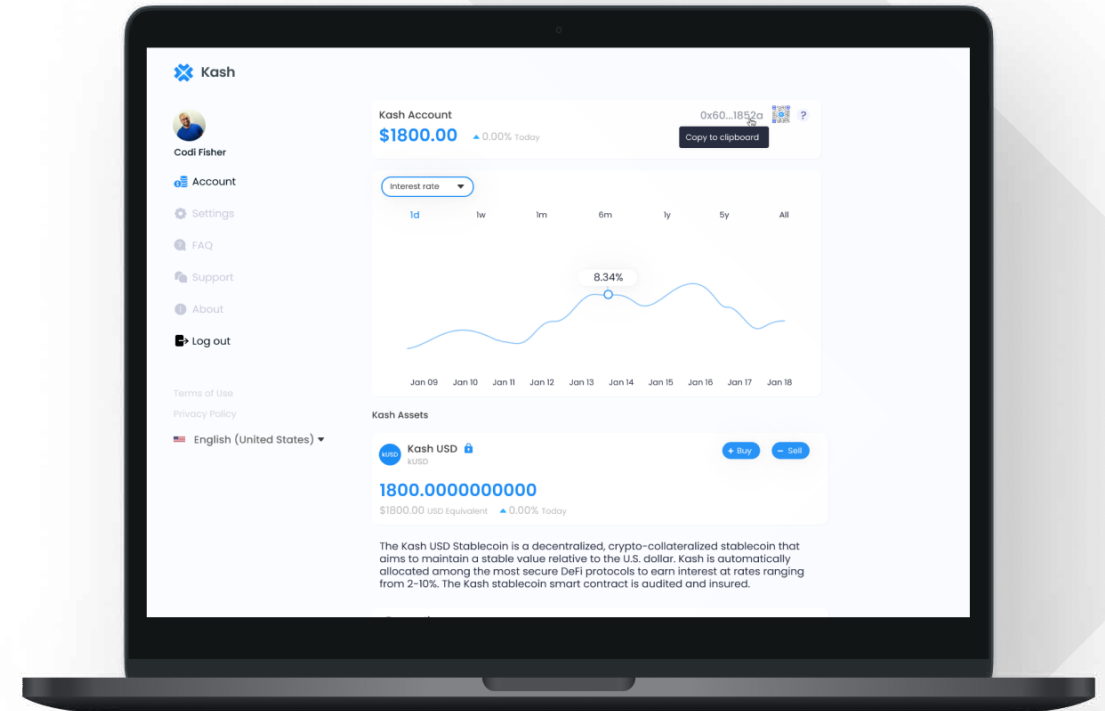 Kash
Codi Fisher
Account
Settings
FAQ
Support
About
Log out
Terms of Use
Privacy Policy
English (United States)
Kash Account
0x60...1852a
?
$1800.00
0.00% Today
Copy to clipboard
Interest rate
1d 1w 1m 6m 1y 5y All
8.34%
Jan 09 Jan 10 Jan 11 Jan 12 Jan 13 Jan 14 Jan 15 Jan 16 Jan 17 Jan 18
Kash Assets
kUSD
Kash USD
kUSD
+ Buy
− Sell
1800.0000000000
$1800.00 USD Equivalent 0.00% Today
The Kash USD Stablecoin is a decentralized, crypto-collateralized stablecoin that
aims to maintain a stable value relative to the U.S. dollar. Kash is automatically
allocated among the most secure DeFi protocols to earn interest at rates ranging
from 2-10%. The Kash stablecoin smart contract is audited and insured.